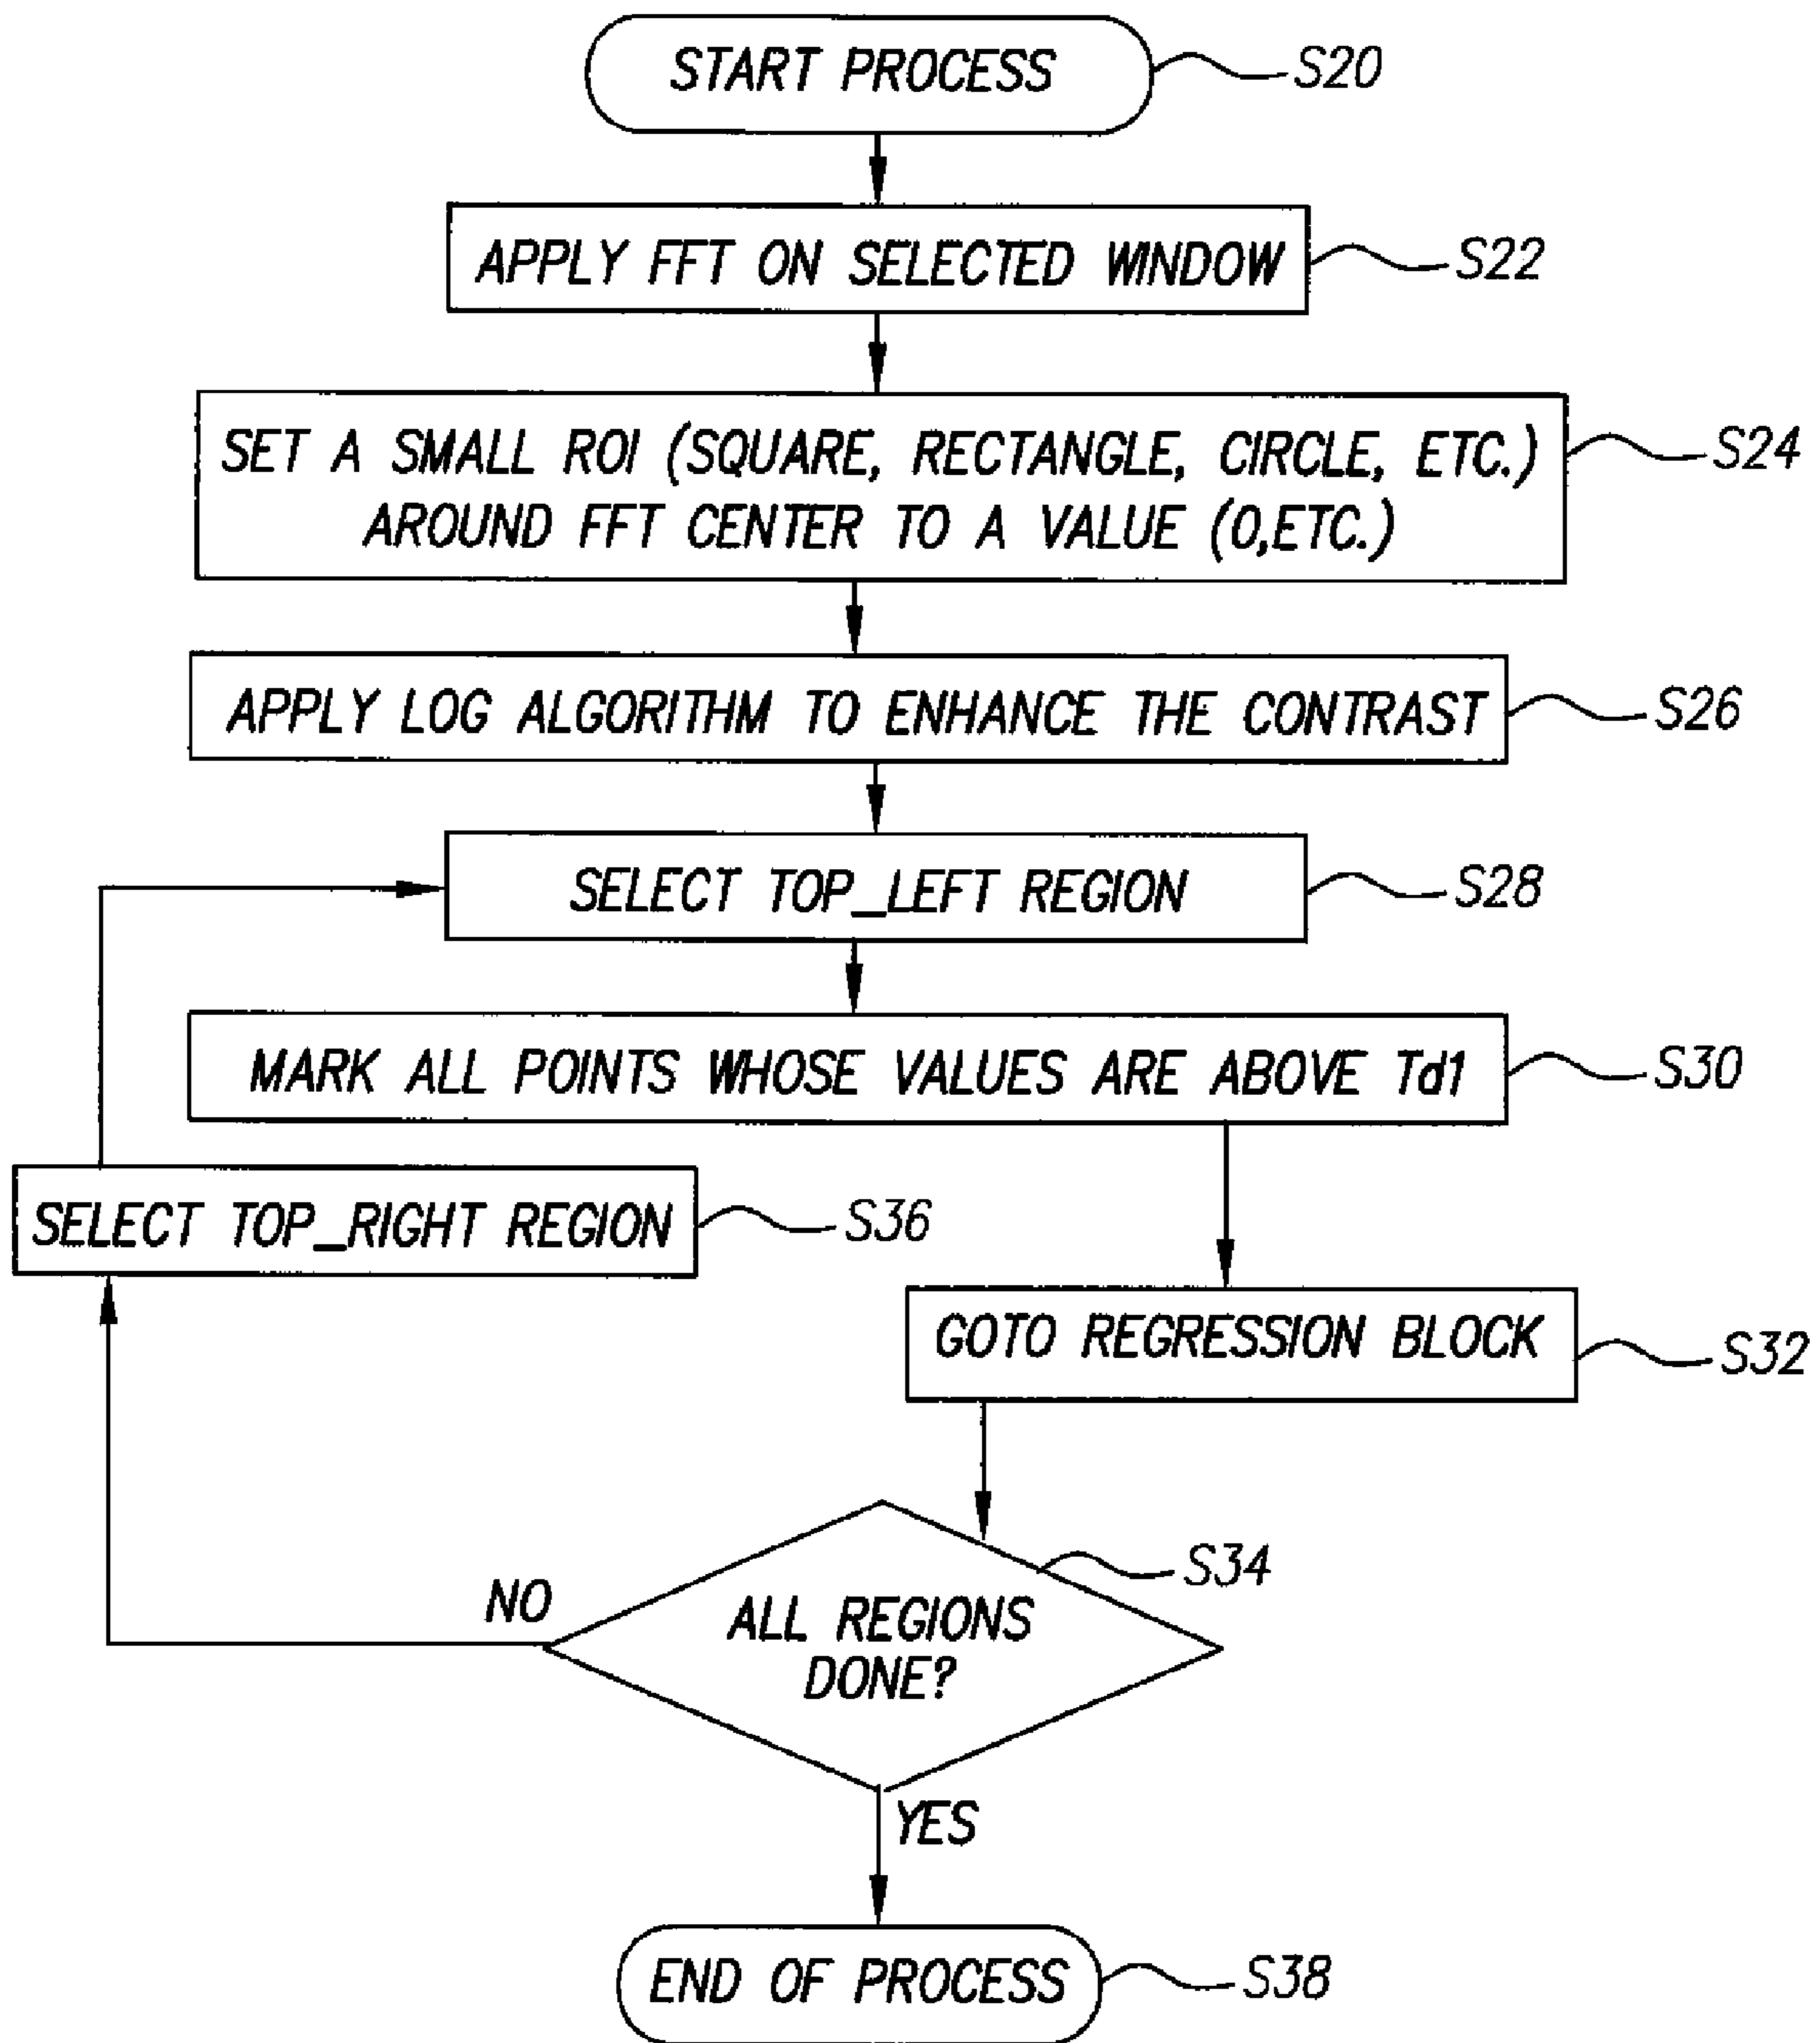 START PROCESS
S20
APPLY FFT ON SELECTED WINDOW
S22
SET A SMALL ROI (SQUARE, RECTANGLE, CIRCLE, ETC.)
AROUND FFT CENTER TO A VALUE (0,ETC.)
S24
APPLY LOG ALGORITHM TO ENHANCE THE CONTRAST
S26
SELECT TOP_LEFT REGION
S28
MARK ALL POINTS WHOSE VALUES ARE ABOVE Td1
S30
SELECT TOP_RIGHT REGION
S36
GOTO REGRESSION BLOCK
S32
ALL REGIONS
DONE?
S34
NO
YES
END OF PROCESS
S38